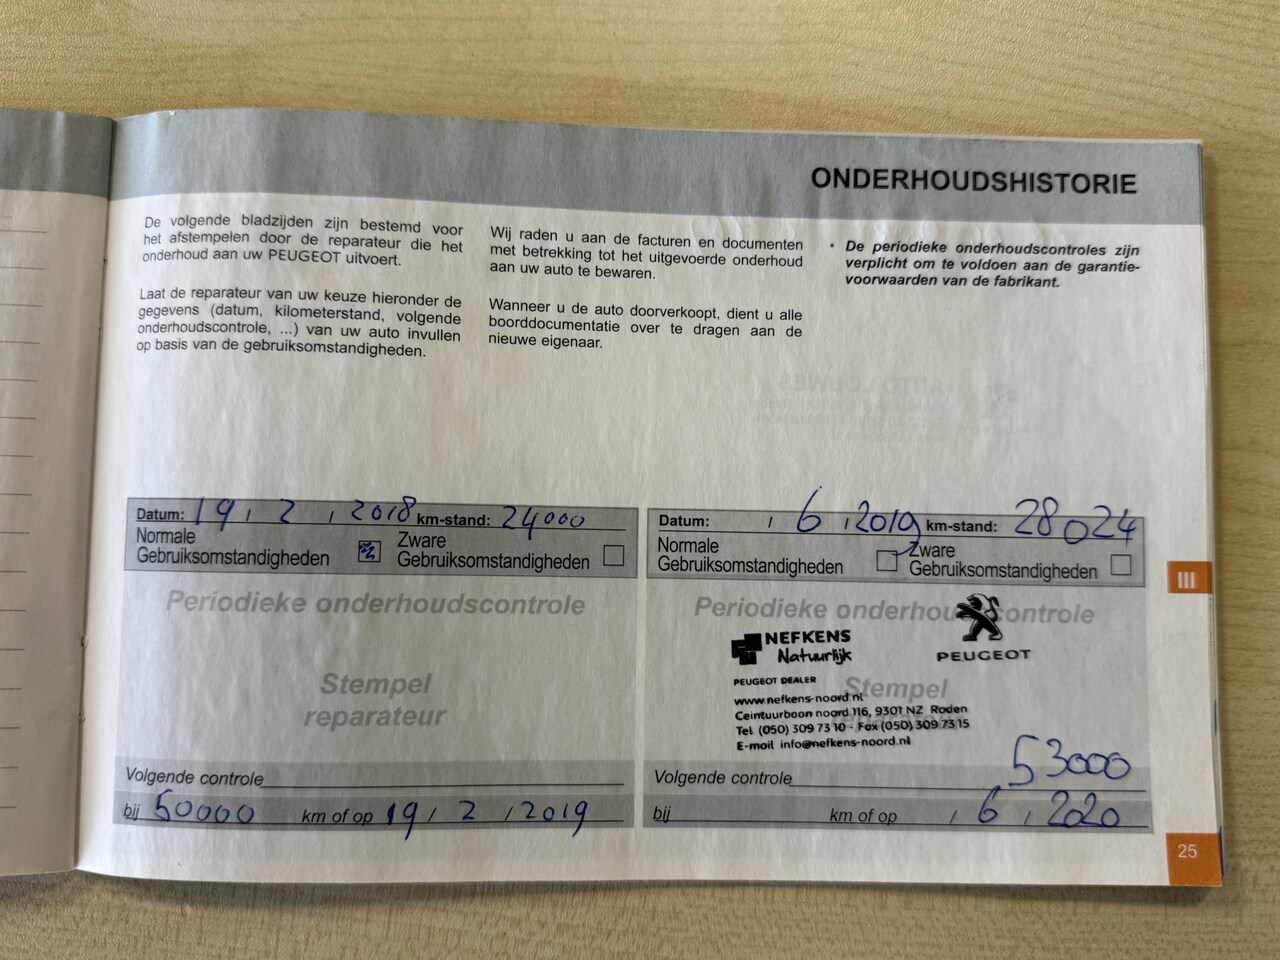 ONDERHOUDSHISTORIE
De volgende bladzijden zijn bestemd voor
het afstempelen door de reparateur die het
onderhoud aan uw PEUGEOT uitvoert.
Laat de reparateur van uw keuze hieronder de
gegevens (datum, kilometerstand, volgende
onderhoudscontrole, ...) van uw auto invullen
op basis van de gebruiksomstandigheden.
Wij raden u aan de facturen en documenten
met betrekking tot het uitgevoerde onderhoud
aan uw auto te bewaren.
Wanneer u de auto doorverkoopt, dient u alle
boorddocumentatie over te dragen aan de
nieuwe eigenaar.
• De periodieke onderhoudscontroles zijn
verplicht om te voldoen aan de garantie-
voorwaarden van de fabrikant.
Datum: 19 / 2 / 2018 km-stand: 24000
Normale
Gebruiksomstandigheden
Zware
Gebruiksomstandigheden
Periodieke onderhoudscontrole
Stempel
reparateur
Volgende controle
bij 50000 km of op 19 / 2 / 2019
Datum: / 6 / 2019 km-stand: 28024
Normale
Gebruiksomstandigheden
Zware
Gebruiksomstandigheden
Periodieke onderhoudscontrole
NEFKENS
Natuurlijk
PEUGEOT
PEUGEOT DEALER
Stempel
www.nefkens-noord.nl
Ceintuurbaan noord 116, 9301 NZ Roden
Tel (050) 309 73 10 - Fax (050) 309 73 15
E-mail info@nefkens-noord.nl
53000
Volgende controle
bij km of op / 6 / 2020
III
25